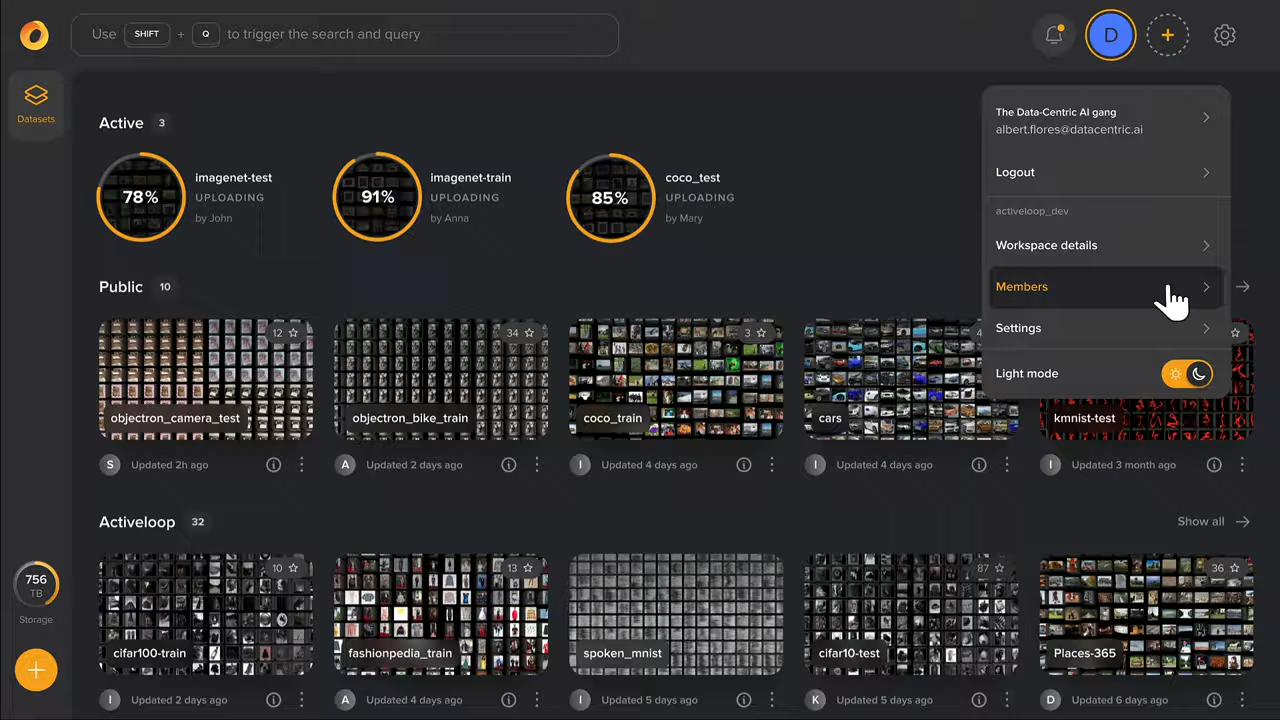 Use SHIFT + Q to trigger the search and query
D
+
Datasets
The Data-Centric AI gang
albert.flores@datacentric.ai
Logout
activeloop_dev
Workspace details
Members
Settings
Light mode
Active 3
78%
imagenet-test
UPLOADING
by John
91%
imagenet-train
UPLOADING
by Anna
85%
coco_test
UPLOADING
by Mary
Public 10
12
objectron_camera_test
S Updated 2h ago
34
objectron_bike_train
A Updated 2 days ago
3
coco_train
I Updated 4 days ago
4
cars
I Updated 4 days ago
kmnist-test
I Updated 3 month ago
Activeloop 32
Show all
10
cifar100-train
I Updated 2 days ago
13
fashionpedia_train
A Updated 4 days ago
spoken_mnist
I Updated 5 days ago
87
cifar10-test
K Updated 5 days ago
36
Places-365
D Updated 6 days ago
756
TB
Storage
+